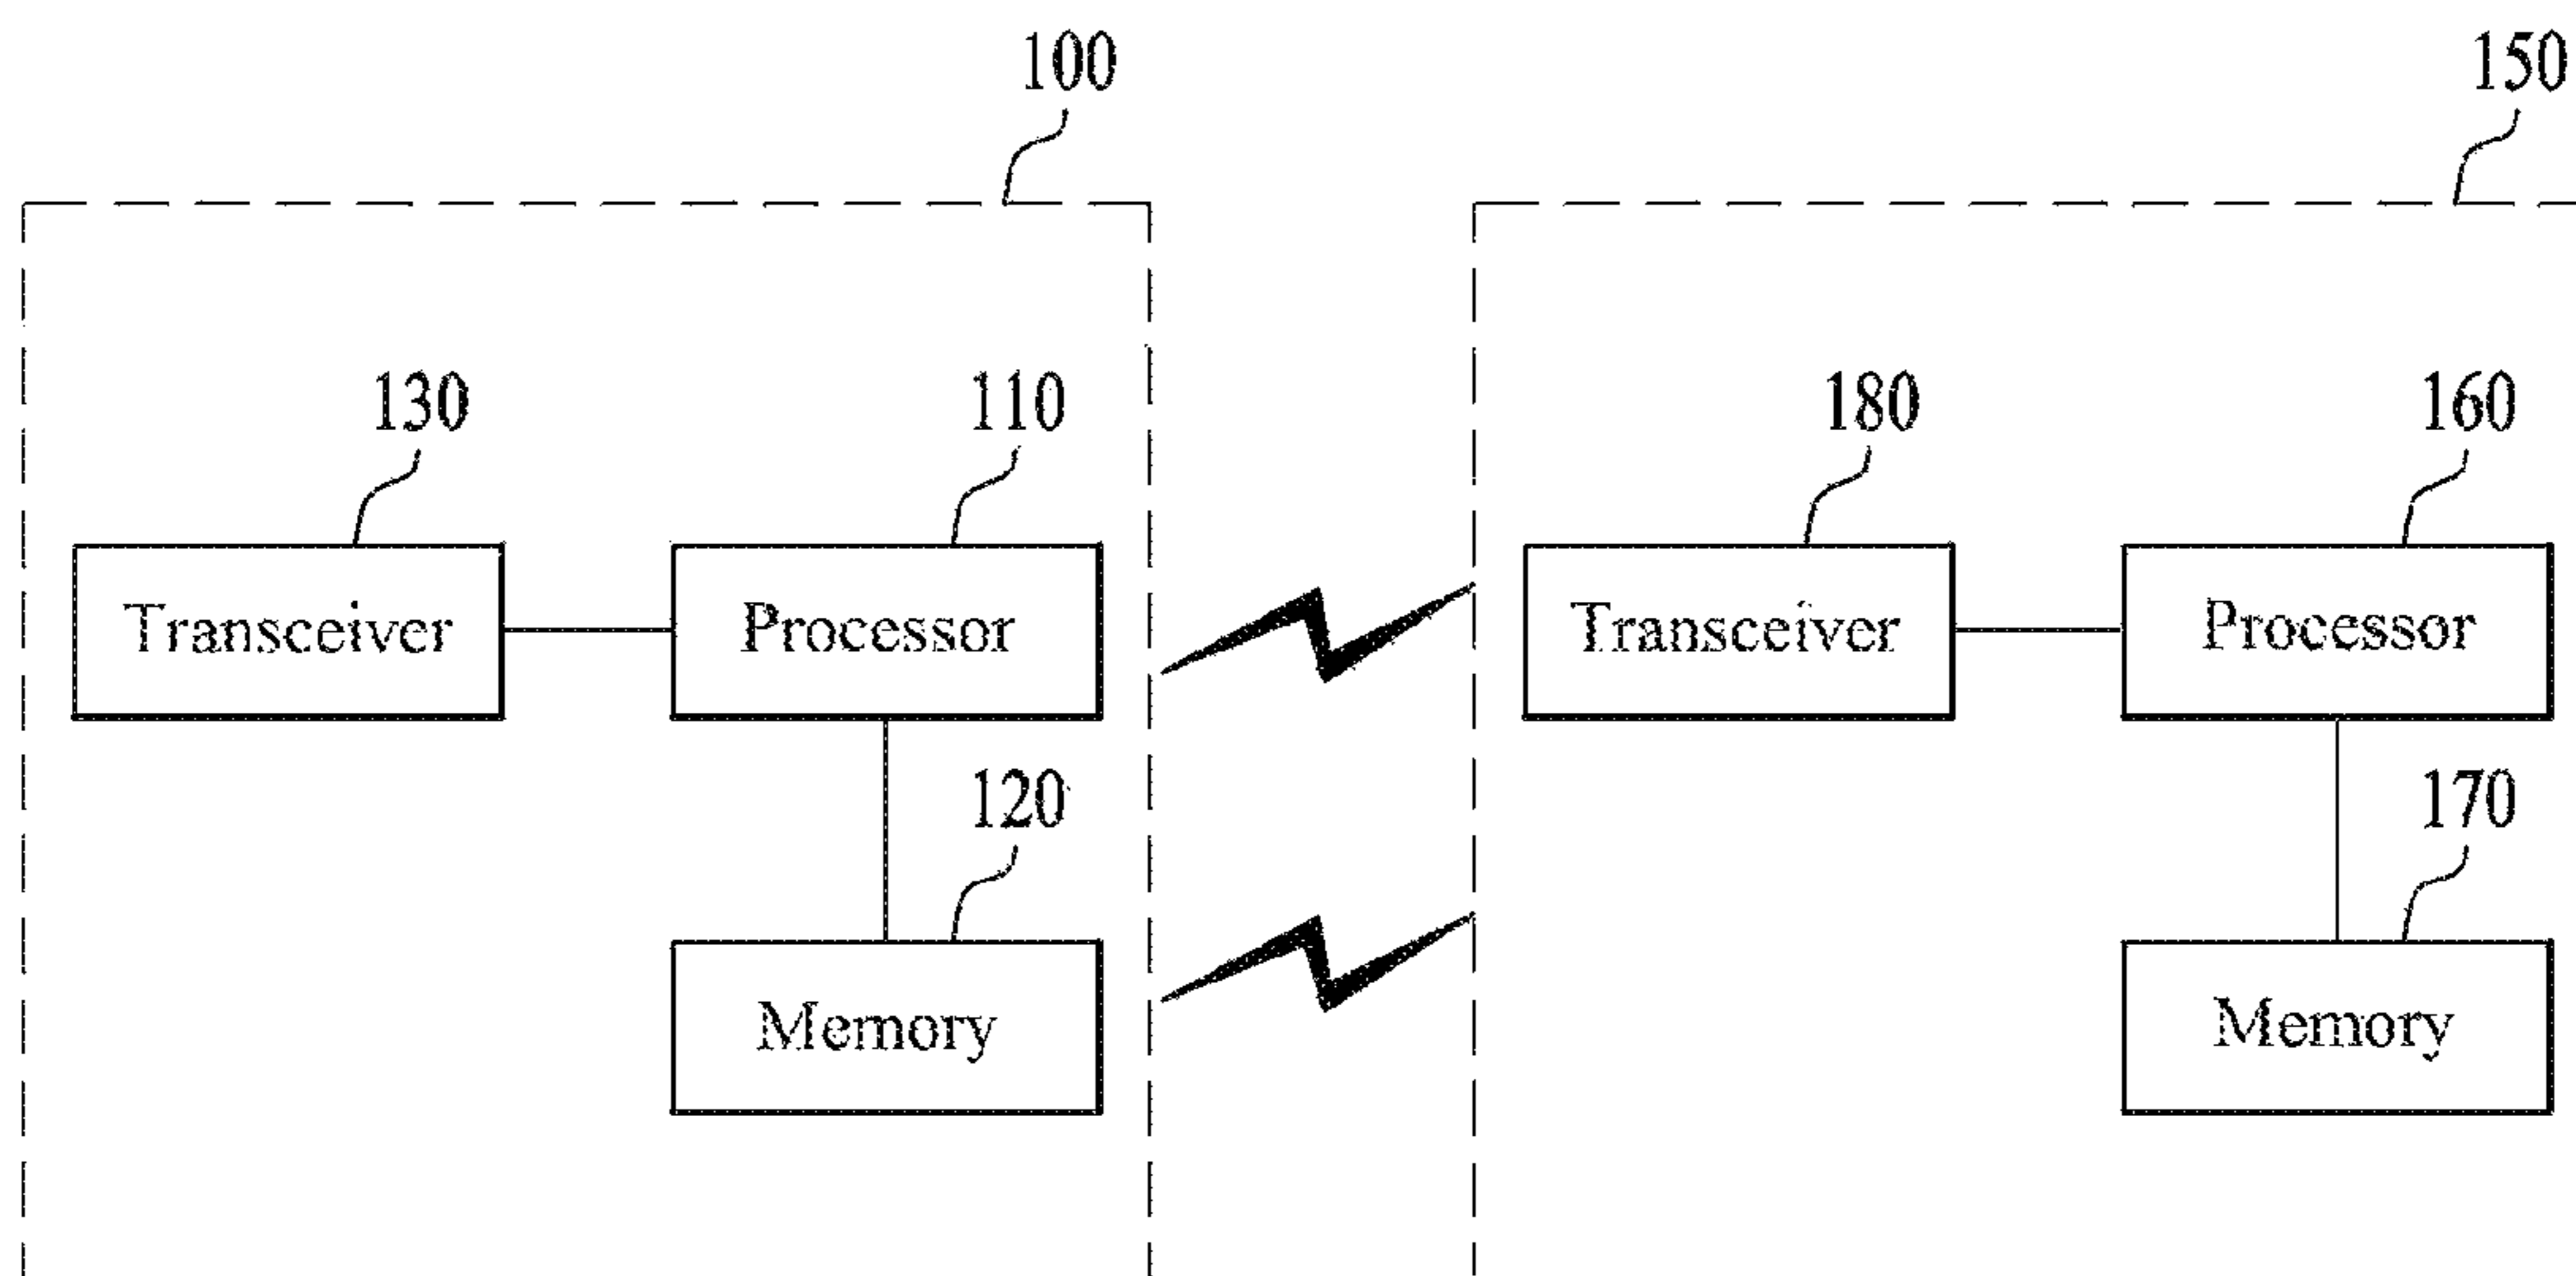 100 150
130 110 180 160
Transceiver Processor Transceiver Processor
120 170
Memory Memory